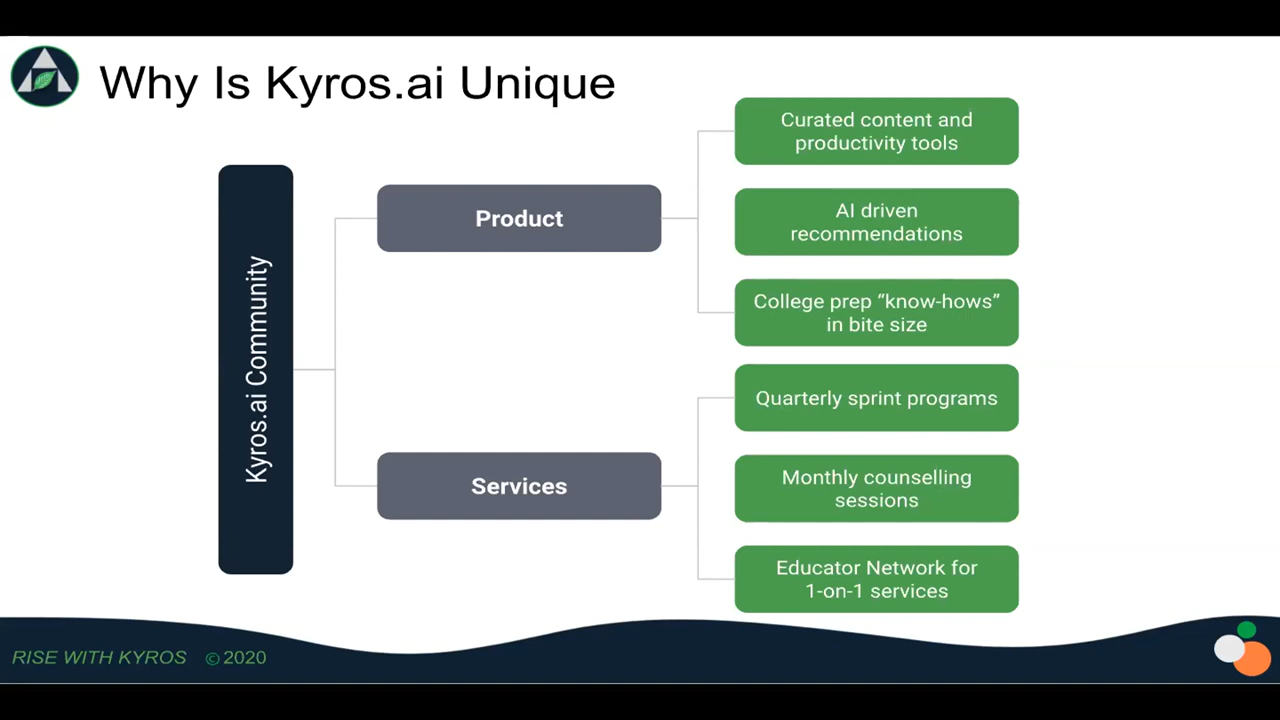 Why Is Kyros.ai Unique
Kyros.ai Community
Product
Curated content and
productivity tools
AI driven
recommendations
College prep “know-hows”
in bite size
Services
Quarterly sprint programs
Monthly counselling
sessions
Educator Network for
1-on-1 services
RISE WITH KYROS © 2020